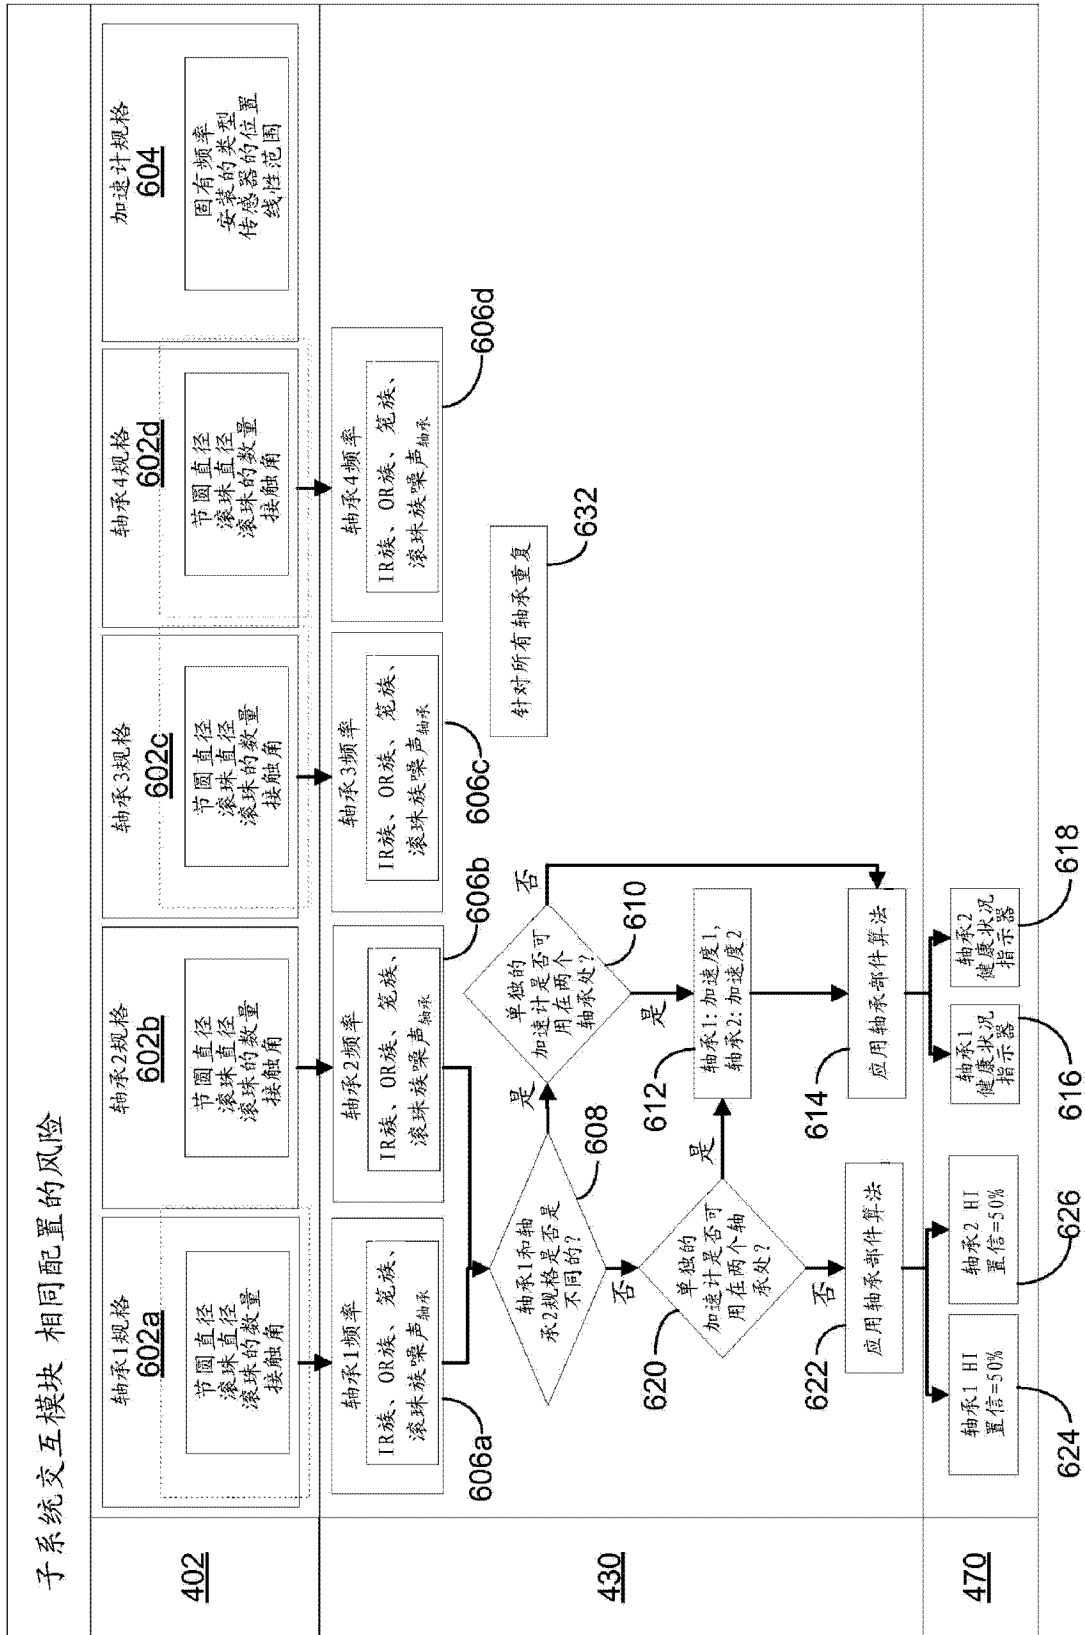 子系统交互模块 相同配置的风险
402
轴承1规格
602a
节圆直径
滚珠直径
滚珠的数量
接触角
轴承2规格
602b
节圆直径
滚珠直径
滚珠的数量
接触角
轴承3规格
602c
节圆直径
滚珠直径
滚珠的数量
接触角
轴承4规格
602d
节圆直径
滚珠直径
滚珠的数量
接触角
加速计规格
604
固有频率
安装的类型
传感器的位置
线性范围
430
轴承1频率
IR族、OR族、笼族、
滚珠族噪声轴承
606a
轴承2频率
IR族、OR族、笼族、
滚珠族噪声轴承
606b
轴承3频率
IR族、OR族、笼族、
滚珠族噪声轴承
606c
轴承4频率
IR族、OR族、笼族、
滚珠族噪声轴承
606d
轴承1和轴
承2规格是否是
不同的?
608
是
否
单独的
加速计是否可
用在两个
轴承处?
610
否
是
针对所有轴承重复
632
单独的
加速计是否可
用在两个轴
承处?
620
是
否
612
轴承1: 加速度1,
轴承2: 加速度2
622
应用轴承部件算法
614
应用轴承部件算法
470
轴承1 HI
置信=50%
624
轴承2 HI
置信=50%
626
轴承1
健康状况
指示器
616
轴承2
健康状况
指示器
618